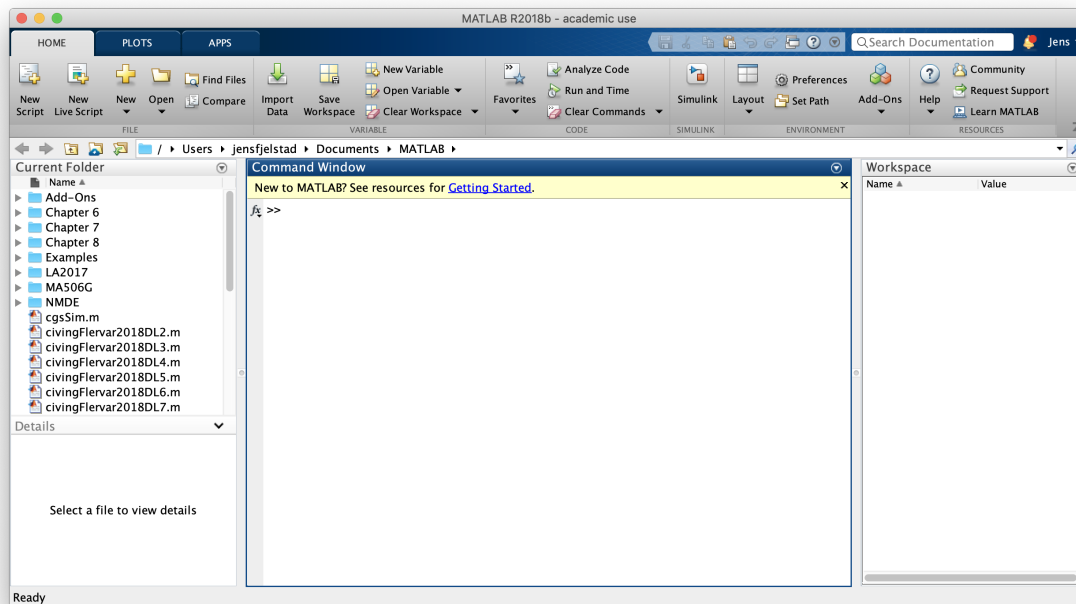 MATLAB R2018b - academic use
HOME PLOTS APPS Search Documentation Jens
New Script New Live Script New Open Find Files Compare
FILE
Import Data Save Workspace New Variable Open Variable Clear Workspace
VARIABLE
Favorites Analyze Code Run and Time Clear Commands
CODE
Simulink
SIMULINK
Layout Preferences Set Path Add-Ons
ENVIRONMENT
Help Community Request Support Learn MATLAB
RESOURCES
/ Users jensfjelstad Documents MATLAB
Current Folder
Name
Add-Ons
Chapter 6
Chapter 7
Chapter 8
Examples
LA2017
MA506G
NMDE
cgsSim.m
civingFlervar2018DL2.m
civingFlervar2018DL3.m
civingFlervar2018DL4.m
civingFlervar2018DL5.m
civingFlervar2018DL6.m
civingFlervar2018DL7.m
Details
Select a file to view details
Command Window
New to MATLAB? See resources for Getting Started.
fx >>
Workspace
Name Value
Ready